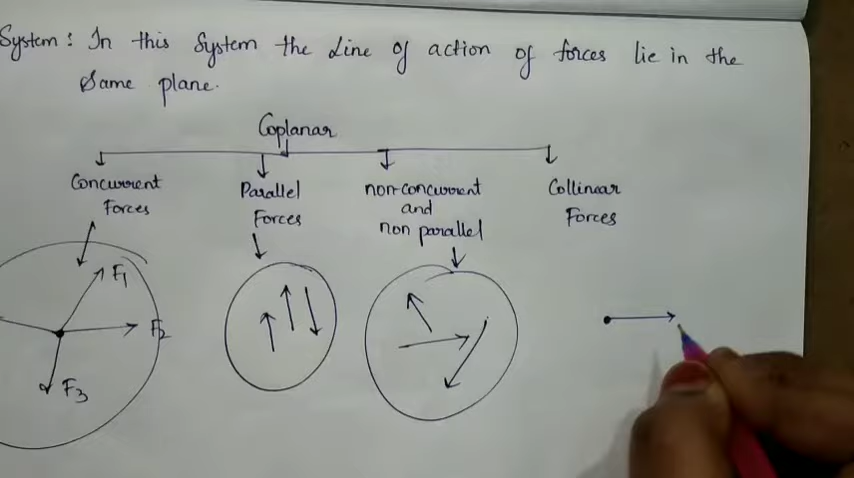 System: In this System the Line of action of forces lie in the
Same plane.
Coplanar
Concurrent
Forces
Parallel
Forces
non-concurrent
and
non parallel
Collinear
Forces
F1
F2
F3